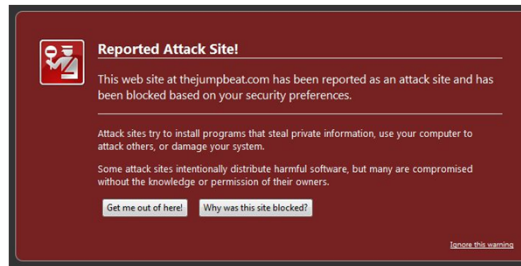 Reported Attack Site!
This web site at thejumpbeat.com has been reported as an attack site and has
been blocked based on your security preferences.
Attack sites try to install programs that steal private information, use your computer to
attack others, or damage your system.
Some attack sites intentionally distribute harmful software, but many are compromised
without the knowledge or permission of their owners.
Get me out of here! Why was this site blocked?
Ignore this warning